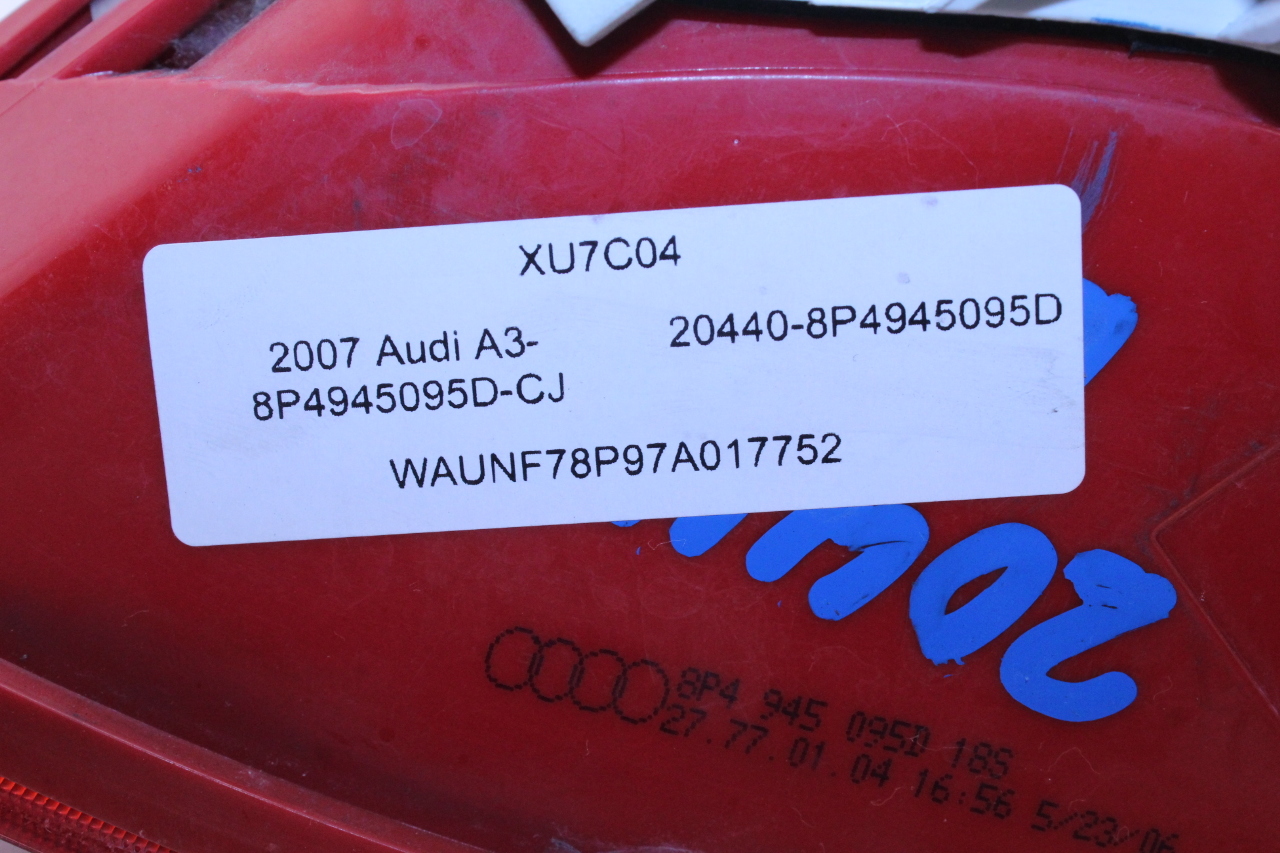 XU7C04
2007 Audi A3-
8P4945095D-CJ
20440-8P4945095D
WAUNF78P97A017752
8P4 945 095D 18S
27.77.01.04 16:56 5/23/06